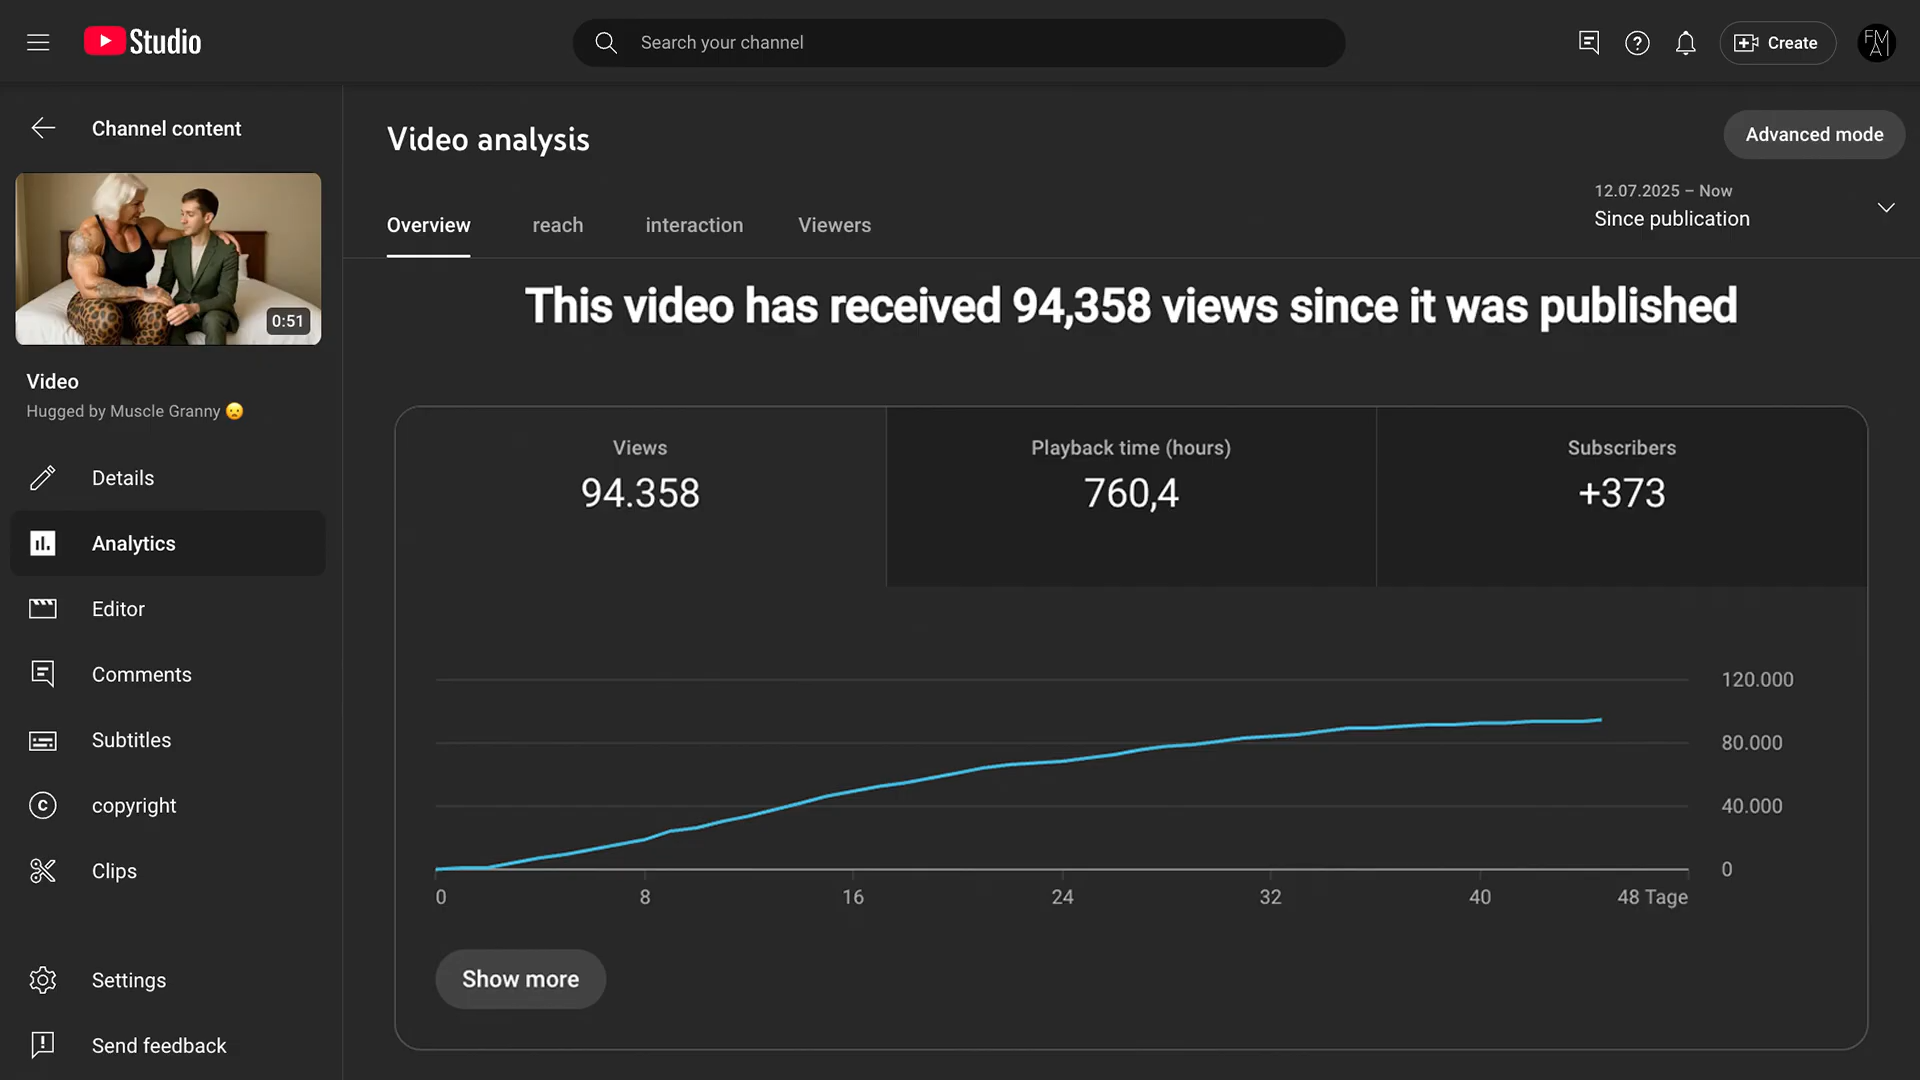 Studio
Search your channel
Create
FM
AI
Channel content
0:51
Video
Hugged by Muscle Granny 😦
Details
Analytics
Editor
Comments
Subtitles
copyright
Clips
Settings
Send feedback
Video analysis
Advanced mode
12.07.2025 – Now
Since publication
Overview
reach
interaction
Viewers
This video has received 94,358 views since it was published
Views
94.358
Playback time (hours)
760,4
Subscribers
+373
120.000
80.000
40.000
0
0
8
16
24
32
40
48 Tage
Show more